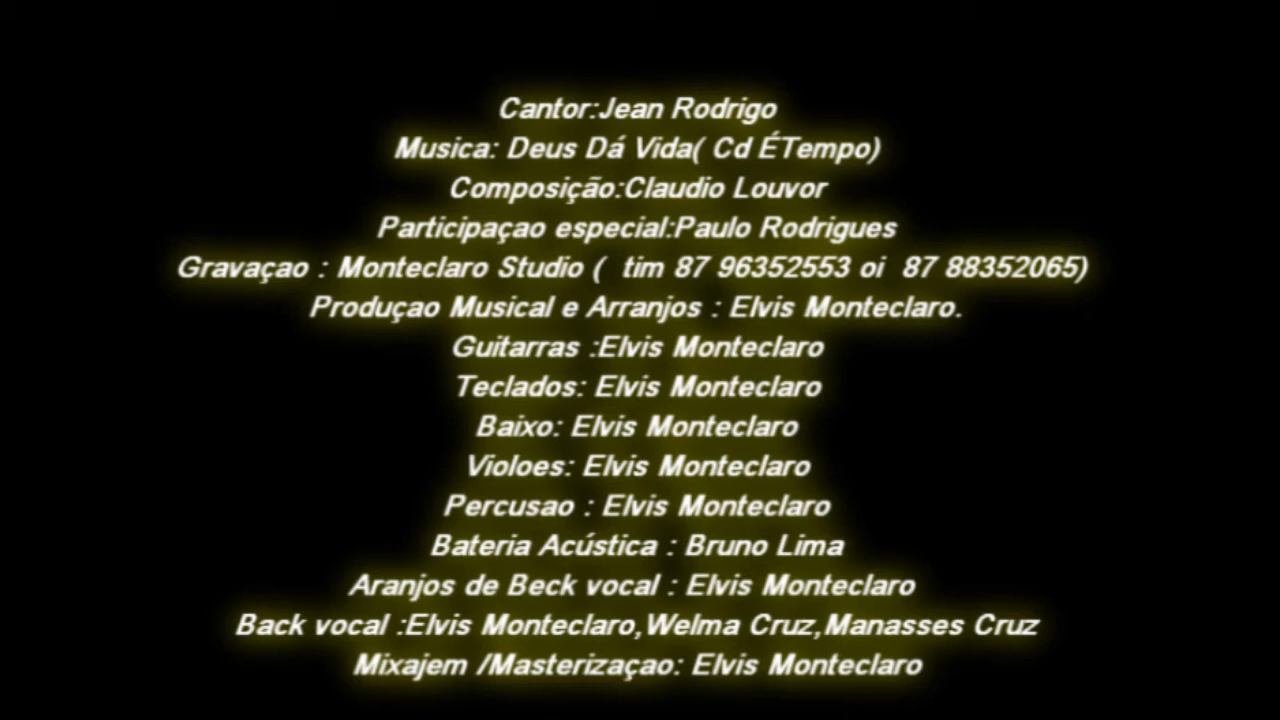 Cantor:Jean Rodrigo
Musica: Deus Dá Vida( Cd ÉTempo)
Composição:Claudio Louvor
Participaçao especial:Paulo Rodrigues
Gravaçao : Monteclaro Studio (  tim 87 96352553 oi  87 88352065)
Produçao Musical e Arranjos : Elvis Monteclaro.
Guitarras :Elvis Monteclaro
Teclados: Elvis Monteclaro
Baixo: Elvis Monteclaro
Violoes: Elvis Monteclaro
Percusao : Elvis Monteclaro
Bateria Acústica : Bruno Lima
Aranjos de Beck vocal : Elvis Monteclaro
Back vocal :Elvis Monteclaro,Welma Cruz,Manasses Cruz
Mixajem /Masterizaçao: Elvis Monteclaro